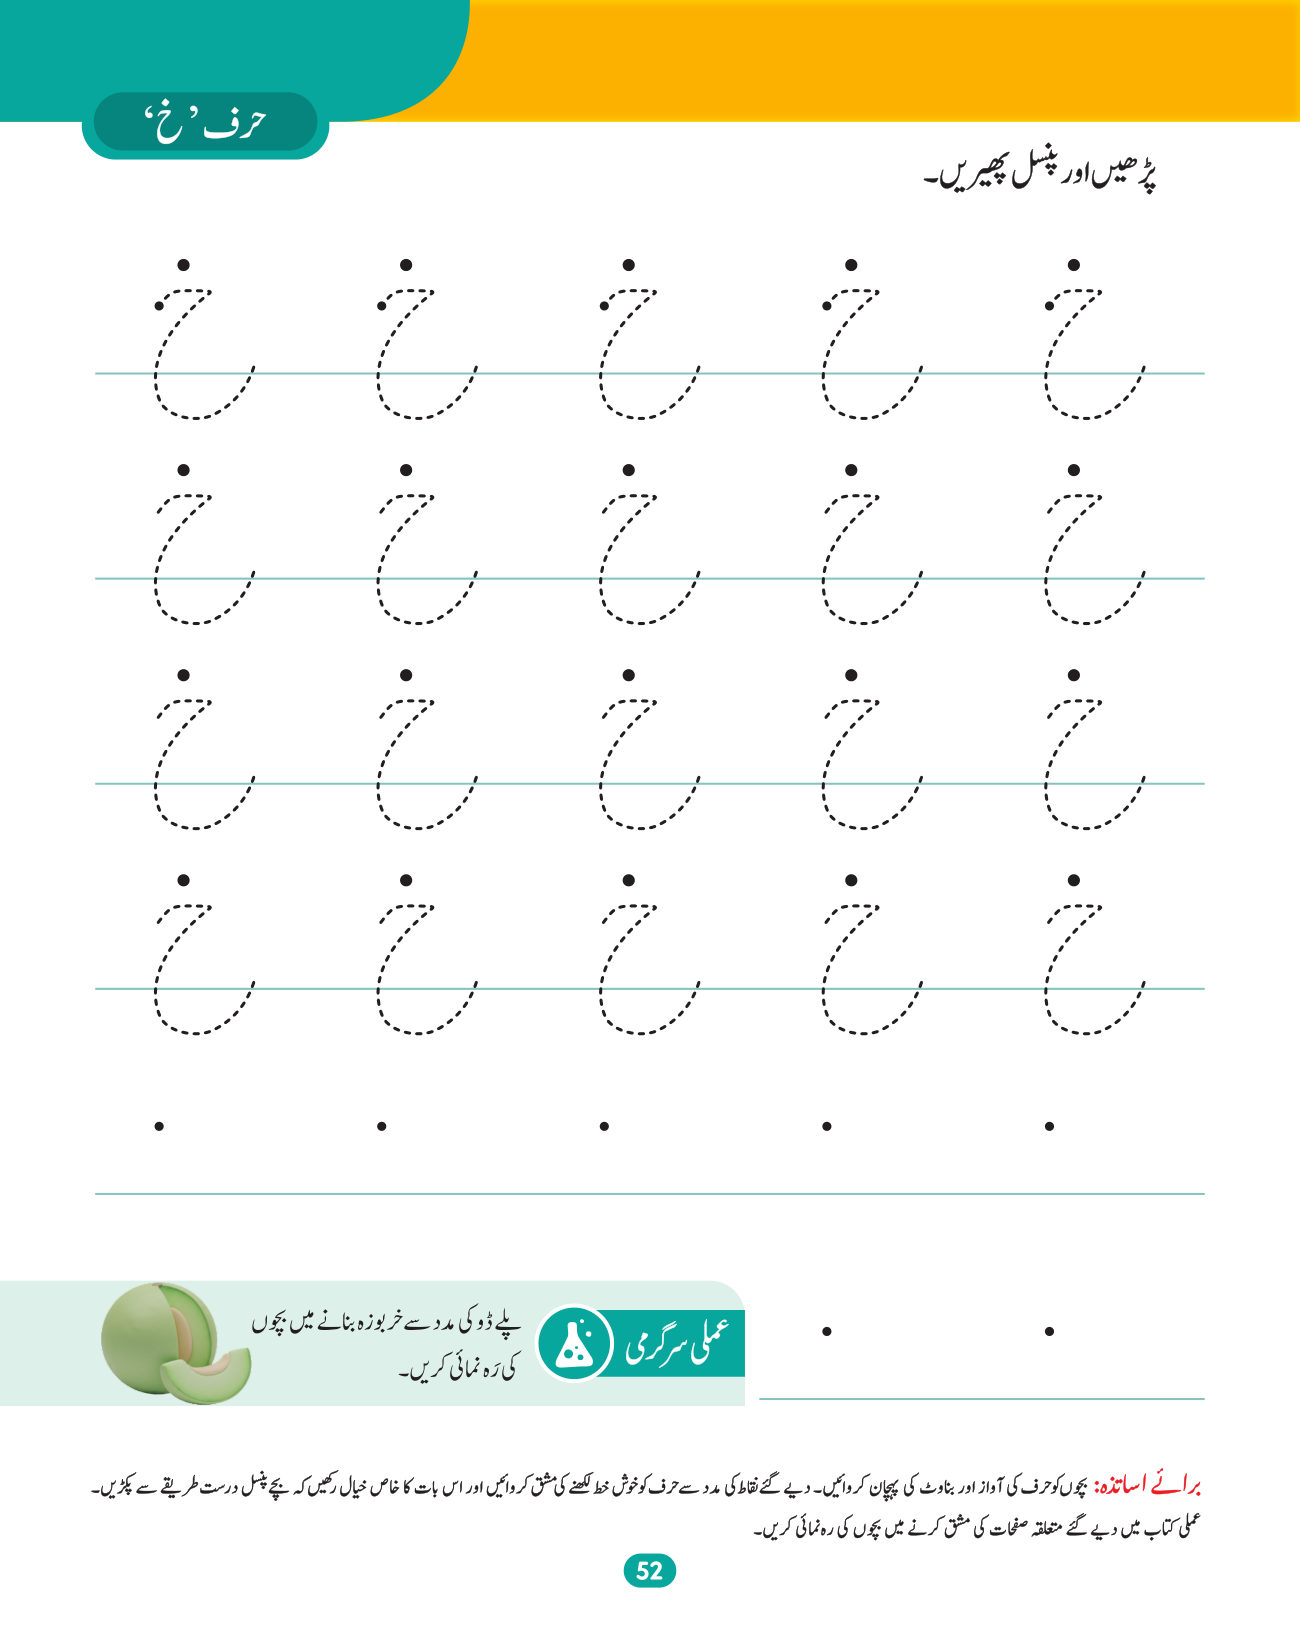 حرف ’خ‘
پڑھیں اور پنسل پھیریں۔
خ خ خ خ خ
خ خ خ خ خ
خ خ خ خ خ
خ خ خ خ خ
عملی سرگرمی
پلے ڈو کی مدد سے خربوزہ بنانے میں بچوں
کی رَہ نمائی کریں۔
برائے اساتذہ: بچوں کو حرف کی آواز اور بناوٹ کی پہچان کروائیں۔ دیے گئے نقاط کی مدد سے حرف کو خوش خط لکھنے کی مشق کروائیں اور اس بات کا خاص خیال رکھیں کہ بچے پنسل درست طریقے سے پکڑیں۔
عملی کتاب میں دیے گئے متعلقہ صفحات کی مشق کرنے میں بچوں کی رہ نمائی کریں۔
52